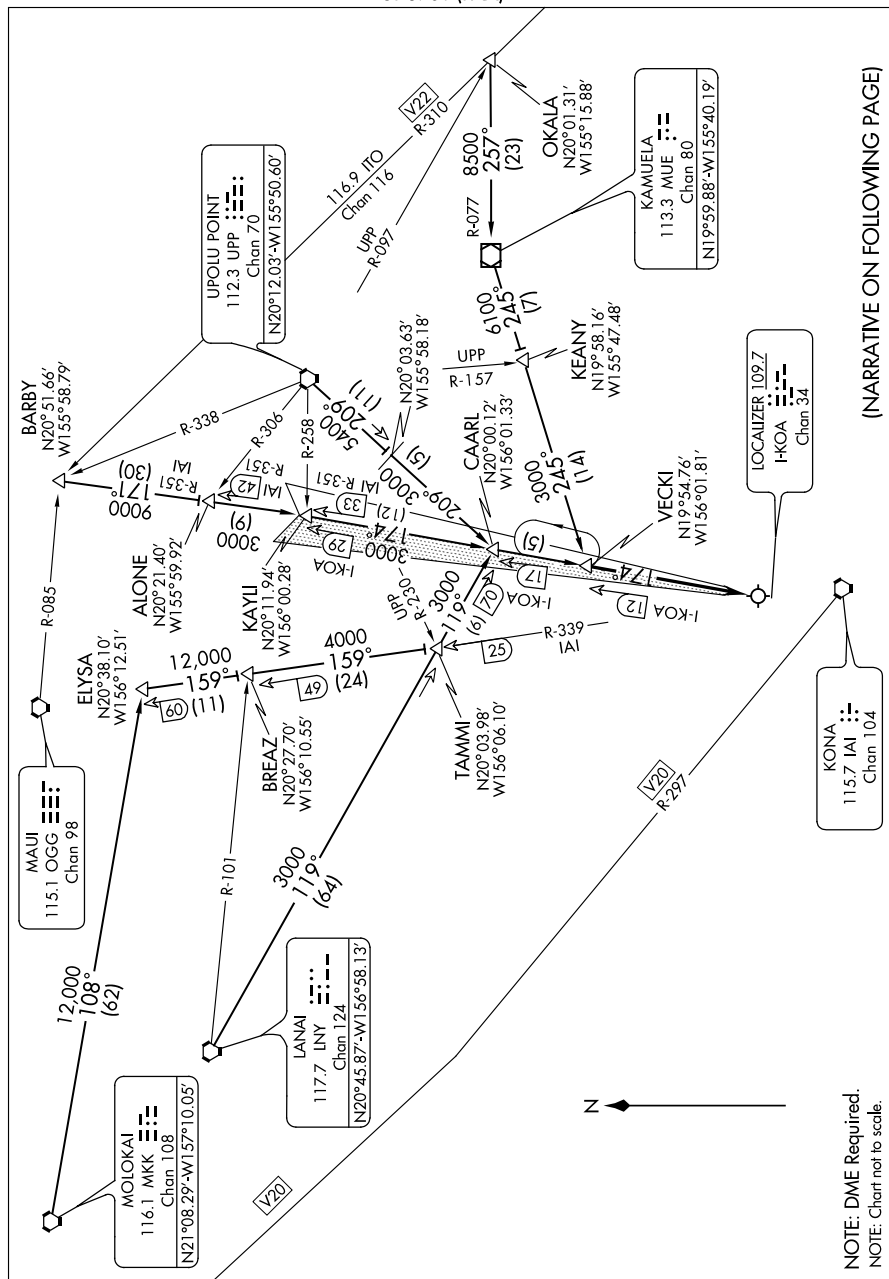 BARBY
N20°51.66'
W155°58.79'
UPOLU POINT
112.3 UPP
Chan 70
N20°12.03'-W155°50.60'
V22
R-310
116.9 ITO
Chan 116
UPP
R-097
OKALA
N20°01.31'
W155°15.88'
8500
257°
(23)
R-077
KAMUELA
113.3 MUE
Chan 80
N19°59.88'-W155°40.19'
6100
245°
(7)
KEANY
N19°58.16'
W155°47.48'
UPP
R-157
3000
245°
(14)
R-338
R-306
R-258
5400
209°
(11)
N20°03.63'
W155°58.18'
(5)
3000
209°
CAARL
N20°00.12'
W156°01.33'
VECKI
N19°54.76'
W156°01.81'
LOCALIZER 109.7
I-KOA
Chan 34
R-085
9000
171°
(30)
R-351
IAI
ALONE
N20°21.40'
W155°59.92'
42
IAI R-351
3000
(9)
KAYLI
N20°11.94'
W156°00.28'
33
IAI R-351
(12)
174°
3000
29
I-KOA
17
I-KOA
(5)
174°
12
I-KOA
MAUI
115.1 OGG
Chan 98
ELYSA
N20°38.10'
W156°12.51'
60
12,000
159°
(11)
BREAZ
N20°27.70'
W156°10.55'
49
4000
159°
(24)
TAMMI
N20°03.98'
W156°06.10'
UPP
R-230
3000
119°
(6)
70
25
R-339
IAI
12,000
108°
(62)
MOLOKAI
116.1 MKK
Chan 108
N21°08.29'-W157°10.05'
R-101
3000
119°
(64)
LANAI
117.7 LNY
Chan 124
N20°45.87'-W156°58.13'
V20
V20
R-297
KONA
115.7 IAI
Chan 104
N
NOTE: DME Required.
NOTE: Chart not to scale.
(NARRATIVE ON FOLLOWING PAGE)